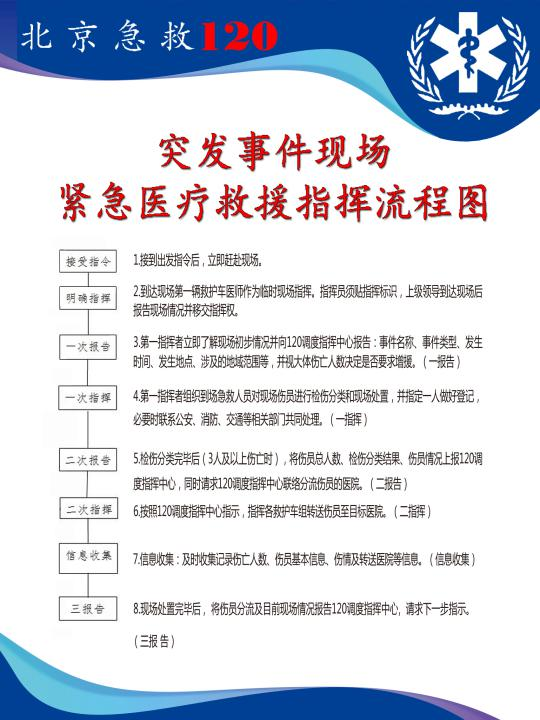 北京急救120
突发事件现场
紧急医疗救援指挥流程图
接受指令
1.接到出发指令后，立即赶赴现场。
明确指挥
2.到达现场第一辆救护车医师作为临时现场指挥。指挥员须贴指挥标识，上级领导到达现场后
报告现场情况并移交指挥权。
一次报告
3.第一指挥者立即了解现场初步情况并向120调度指挥中心报告：事件名称、事件类型、发生
时间、发生地点、涉及的地域范围等，并视大体伤亡人数决定是否要求增援。（一报告）
一次指挥
4.第一指挥者组织到场急救人员对现场伤员进行检伤分类和现场处置，并指定一人做好登记，
必要时联系公安、消防、交通等相关部门共同处理。（一指挥）
二次报告
5.检伤分类完毕后（3人及以上伤亡时），将伤员总人数、检伤分类结果、伤员情况上报120调
度指挥中心，同时请求120调度指挥中心联络分流伤员的医院。（二报告）
二次指挥
6.按照120调度指挥中心指示，指挥各救护车组转送伤员至目标医院。（二指挥）
信息收集
7.信息收集：及时收集记录伤亡人数、伤员基本信息、伤情及转送医院等信息。（信息收集）
三报告
8.现场处置完毕后，将伤员分流及目前现场情况报告120调度指挥中心，请求下一步指示。
（三报 告）